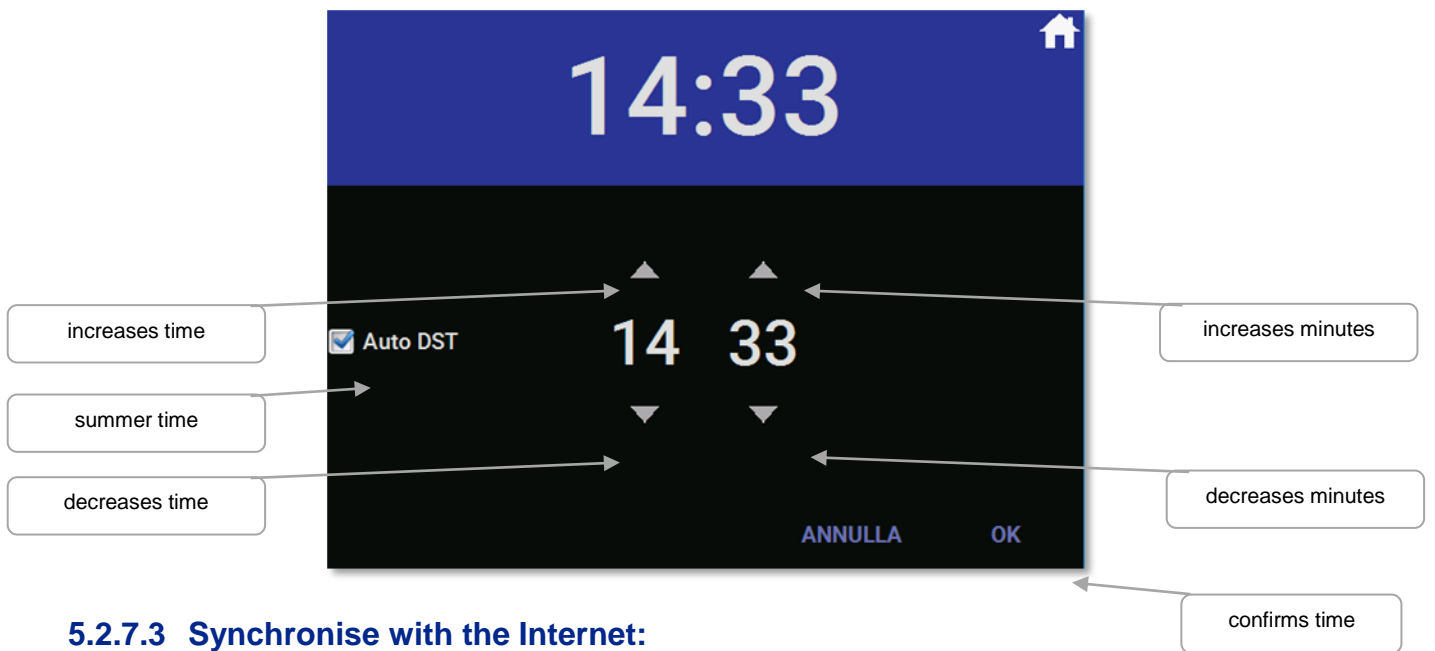 14:33
increases time
increases minutes
Auto DST
14 33
summer time
decreases time
decreases minutes
ANNULLA OK
confirms time
5.2.7.3 Synchronise with the Internet: